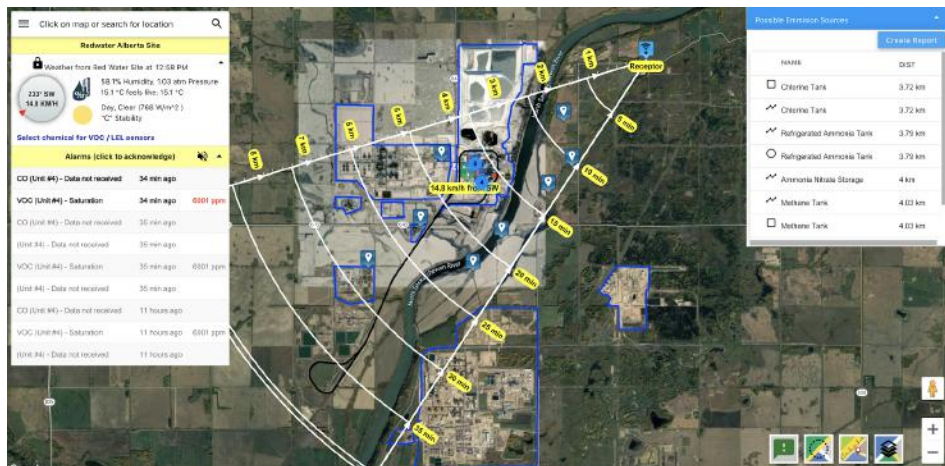 Click on map or search for location
Redwater Alberta Site
Weather from Red Water Site at 12:58 PM
233° SW
14.8 KM/H
58.1% Humidity, 1.03 atm Pressure
15.1 °C feels like: 15.1 °C
Day, Clear (768 W/m^2 )
"C" Stability
Select chemical for VOC / LEL sensors
Alarms (click to acknowledge)
CO (Unit #4) - Data not received 34 min ago
VOC (Unit #4) - Saturation 34 min ago 6001 ppm
CO (Unit #4) - Data not received 35 min ago
(Unit #4) - Data not received 35 min ago
VOC (Unit #4) - Saturation 35 min ago 6001 ppm
(Unit #4) - Data not received 35 min ago
CO (Unit #4) - Data not received 11 hours ago
VOC (Unit #4) - Saturation 11 hours ago 6001 ppm
(Unit #4) - Data not received 11 hours ago
Receptor
1 km
2 km
3 km
4 km
5 km
6 km
7 km
8 km
14.8 km/h from SW
5 min
10 min
15 min
20 min
25 min
30 min
35 min
Possible Emmision Sources
Create Report
NAME DIST
Chlorine Tank 3.72 km
Chlorine Tank 3.72 km
Refrigerated Ammonia Tank 3.79 km
Refrigerated Ammonia Tank 3.79 km
Ammonia Nitrate Storage 4 km
Methane Tank 4.03 km
Methane Tank 4.03 km